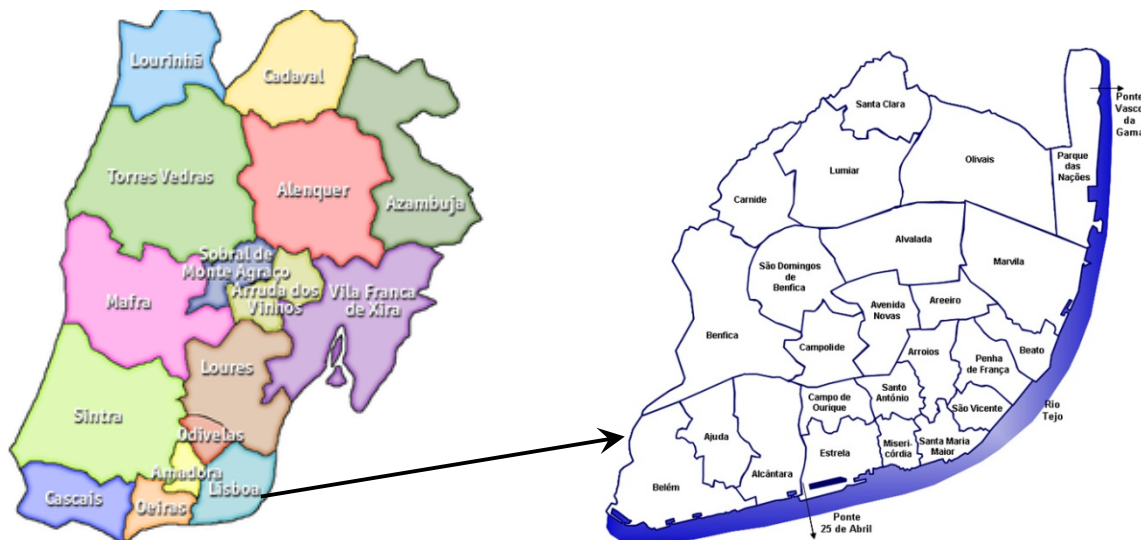 Lourinhã
Cadaval
Torres Vedras
Alenquer
Azambuja
Sobral de
Monte Agraço
Arruda dos
Vinhos
Vila Franca
de Xira
Mafra
Loures
Sintra
Odivelas
Amadora
Lisboa
Cascais
Oeiras
Santa Clara
Ponte
Vasco
da
Gama
Olivais
Parque
das
Nações
Lumiar
Carnide
Alvalada
Marvila
São Domingos
de
Benfica
Avenida
Novas
Areeiro
Benfica
Campolide
Arroios
Penha
de França
Beato
Campo de
Ourique
Santo
António
São Vicente
Rio
Tejo
Ajuda
Alcântara
Estrela
Miseri-
córdia
Santa Maria
Maior
Belém
Ponte
25 de Abril